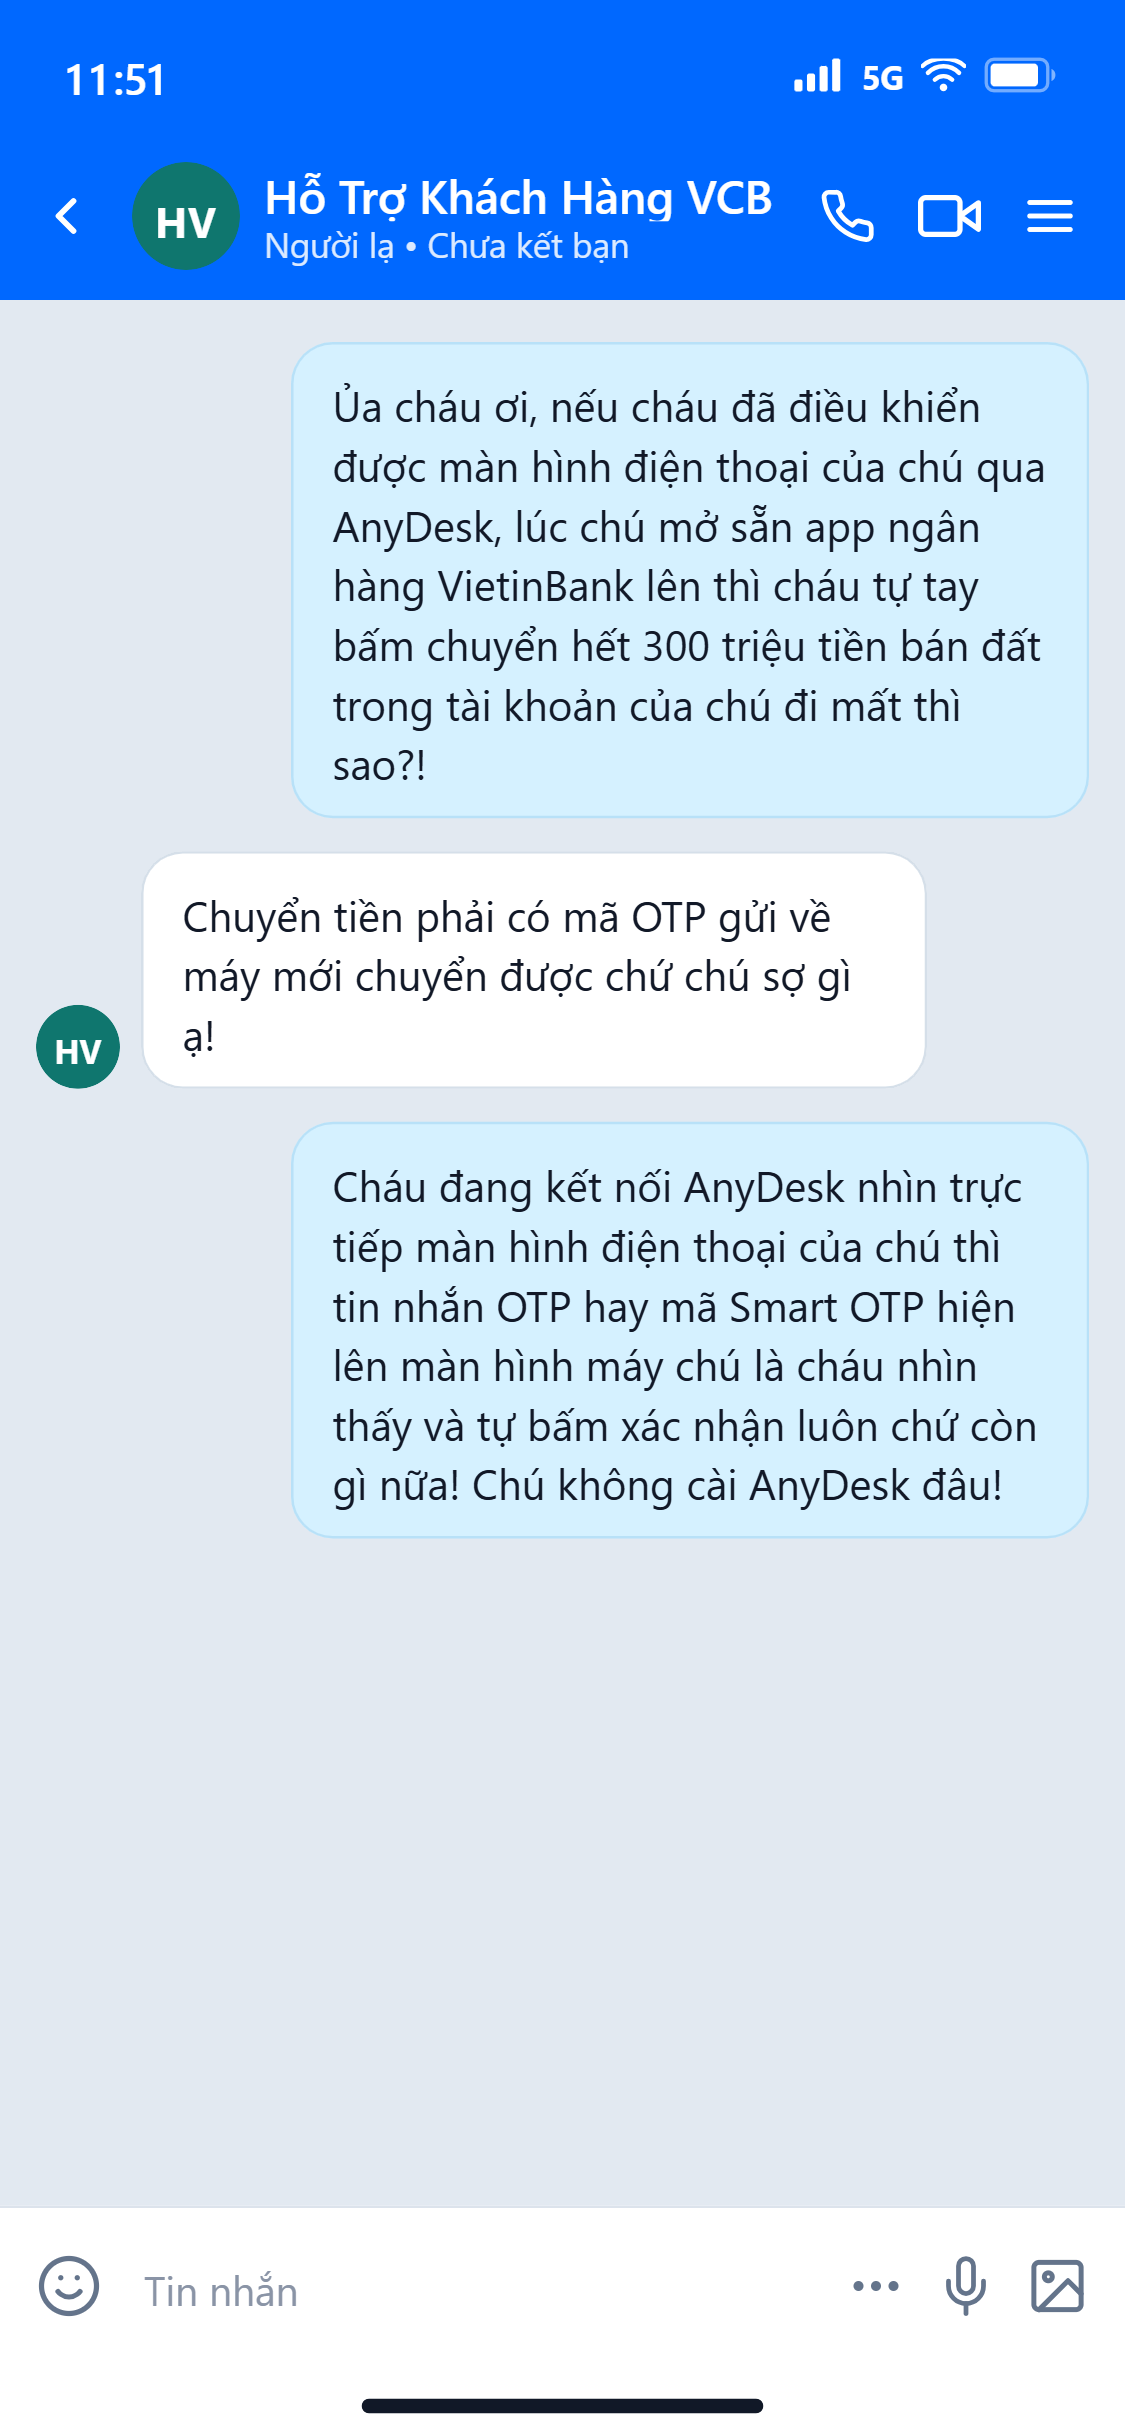 11:51
5G
HV
Hỗ Trợ Khách Hàng VCB
Người lạ • Chưa kết bạn
Ủa cháu ơi, nếu cháu đã điều khiển
được màn hình điện thoại của chú qua
AnyDesk, lúc chú mở sẵn app ngân
hàng VietinBank lên thì cháu tự tay
bấm chuyển hết 300 triệu tiền bán đất
trong tài khoản của chú đi mất thì
sao?!
Chuyển tiền phải có mã OTP gửi về
máy mới chuyển được chứ chú sợ gì
ạ!
HV
Cháu đang kết nối AnyDesk nhìn trực
tiếp màn hình điện thoại của chú thì
tin nhắn OTP hay mã Smart OTP hiện
lên màn hình máy chú là cháu nhìn
thấy và tự bấm xác nhận luôn chứ còn
gì nữa! Chú không cài AnyDesk đâu!
Tin nhắn